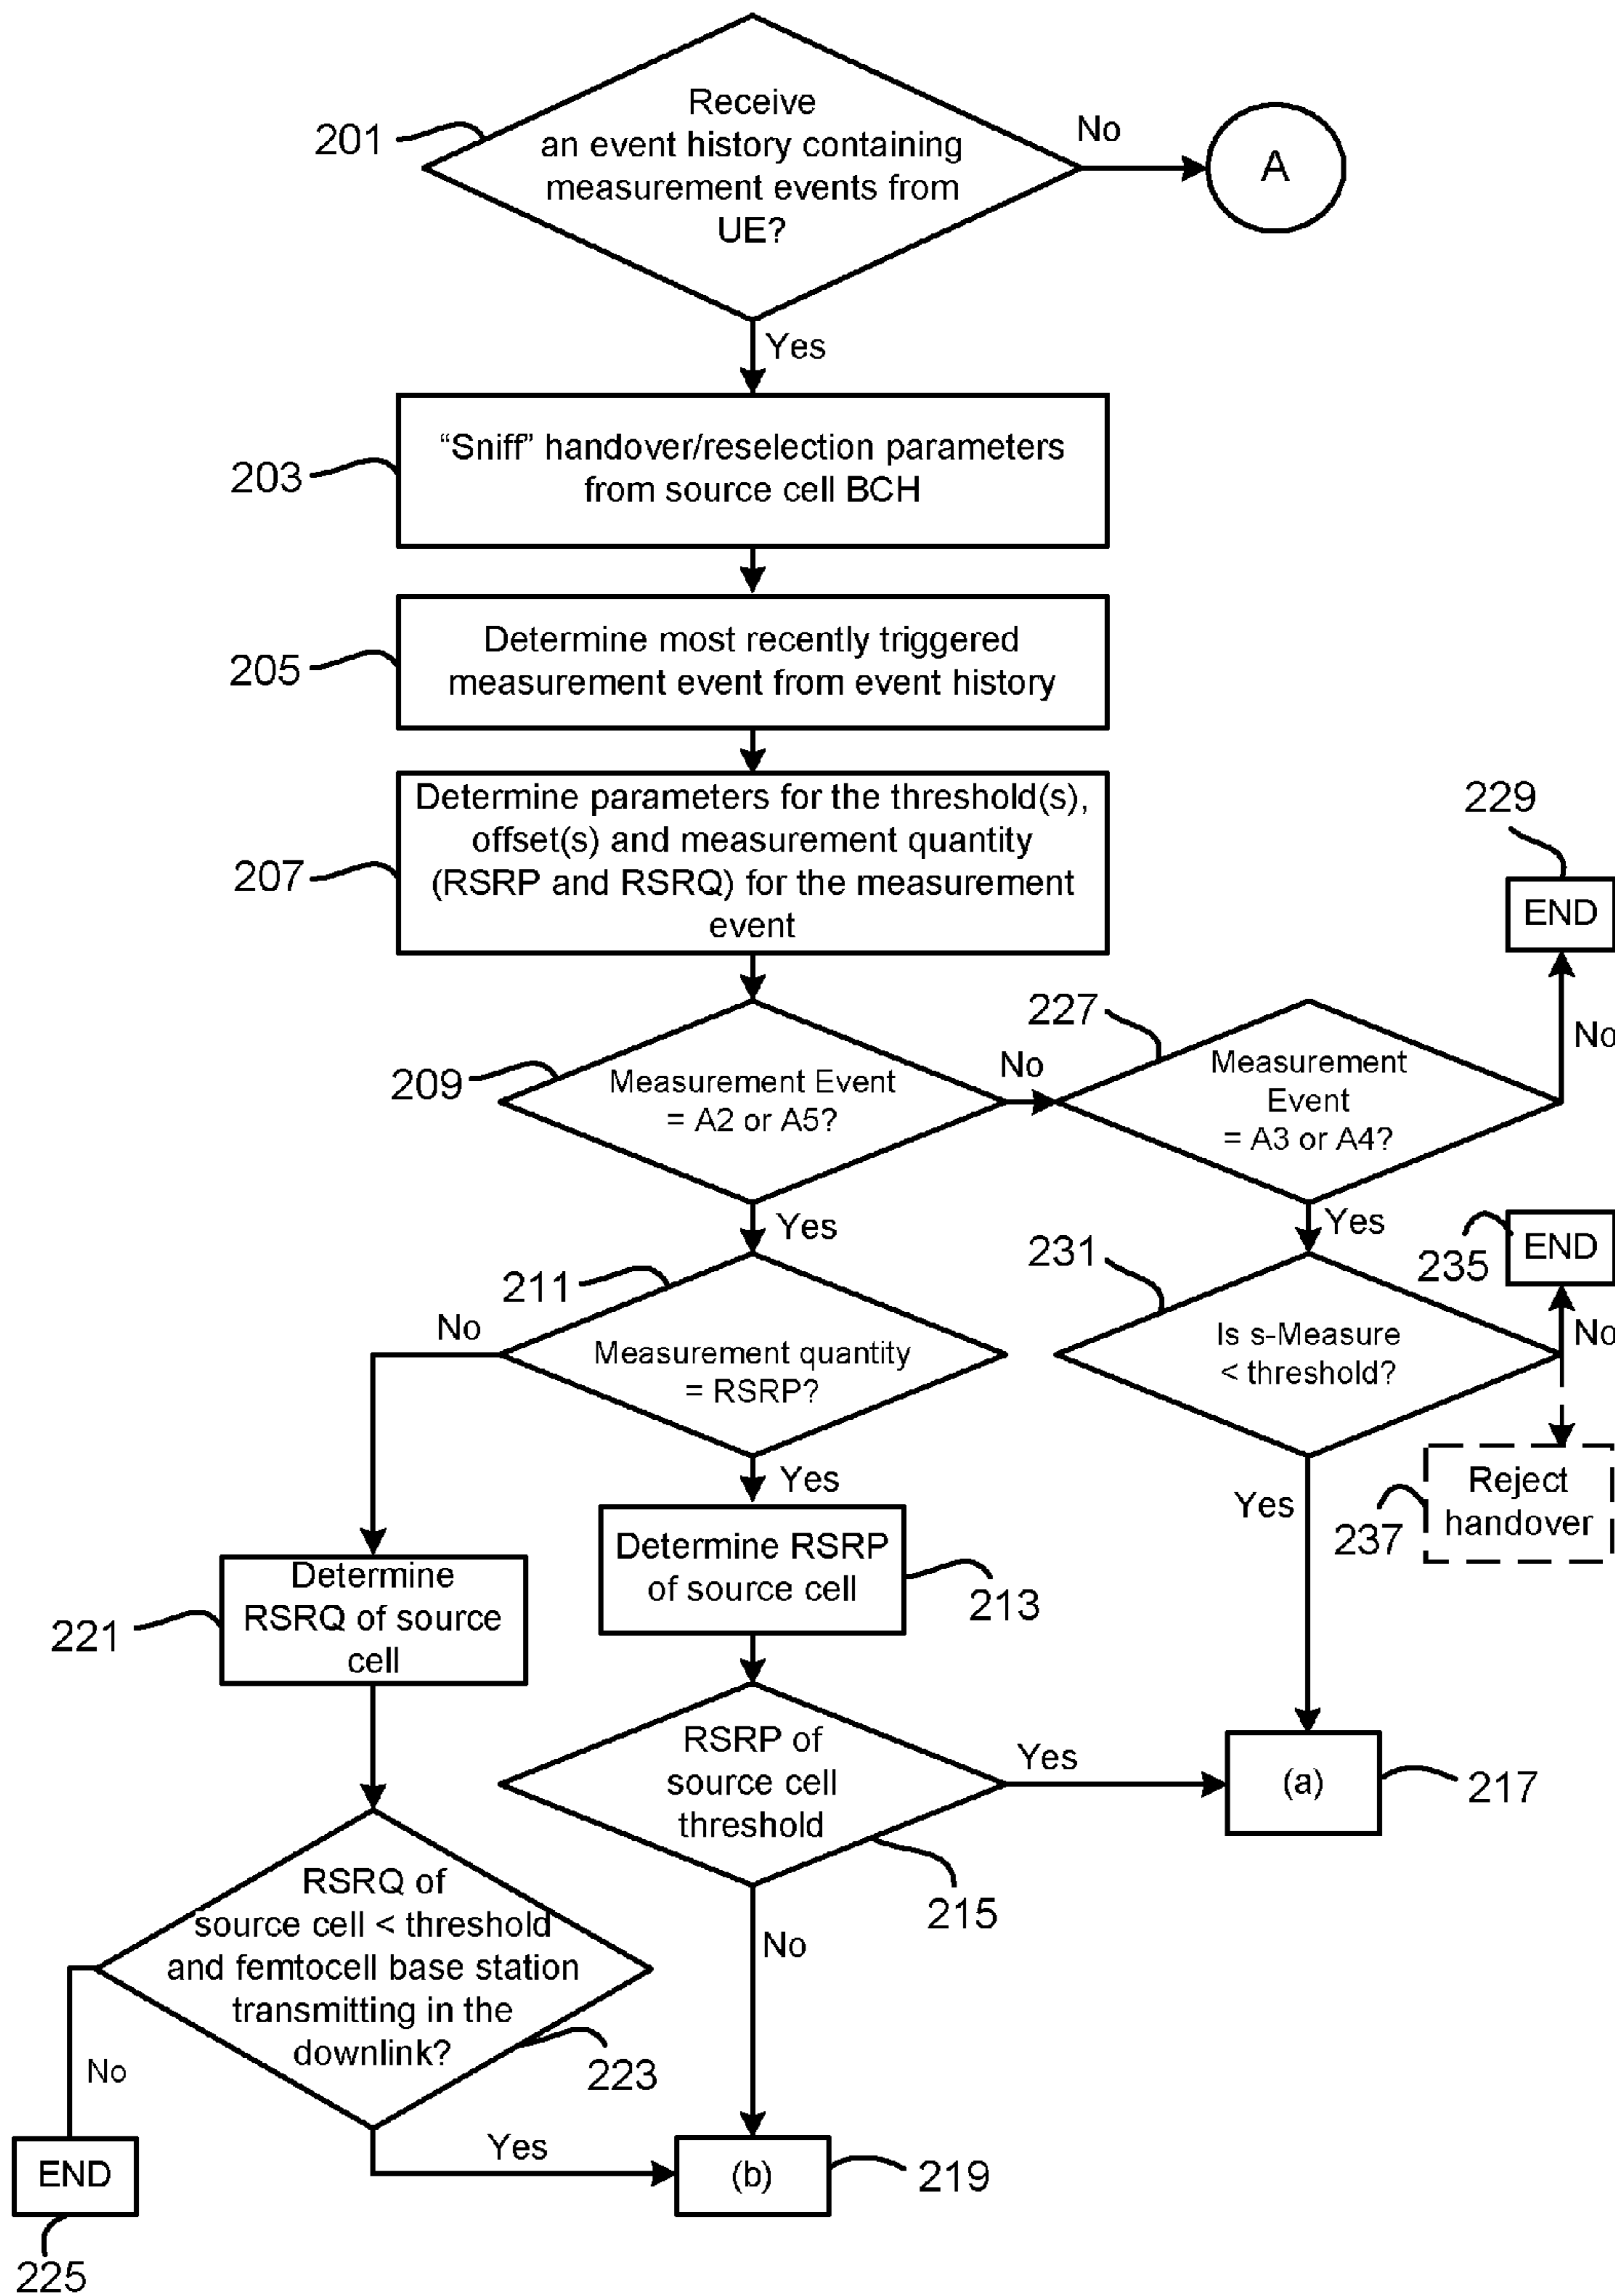 Receive
an event history containing
measurement events from
UE?
201
No
A
Yes
"Sniff" handover/reselection parameters
from source cell BCH
203
Determine most recently triggered
measurement event from event history
205
Determine parameters for the threshold(s),
offset(s) and measurement quantity
(RSRP and RSRQ) for the measurement
event
207
229
END
No
227
Measurement Event
= A2 or A5?
209
No
Measurement
Event
= A3 or A4?
Yes
Yes
211
231
235
END
No
No
Measurement quantity
= RSRP?
Is s-Measure
< threshold?
Yes
Yes
Reject
handover
237
Determine RSRP
of source cell
213
Determine
RSRQ of source
cell
221
RSRP of
source cell
threshold
215
Yes
(a)
217
RSRQ of
source cell < threshold
and femtocell base station
transmitting in the
downlink?
223
No
No
Yes
END
225
(b)
219